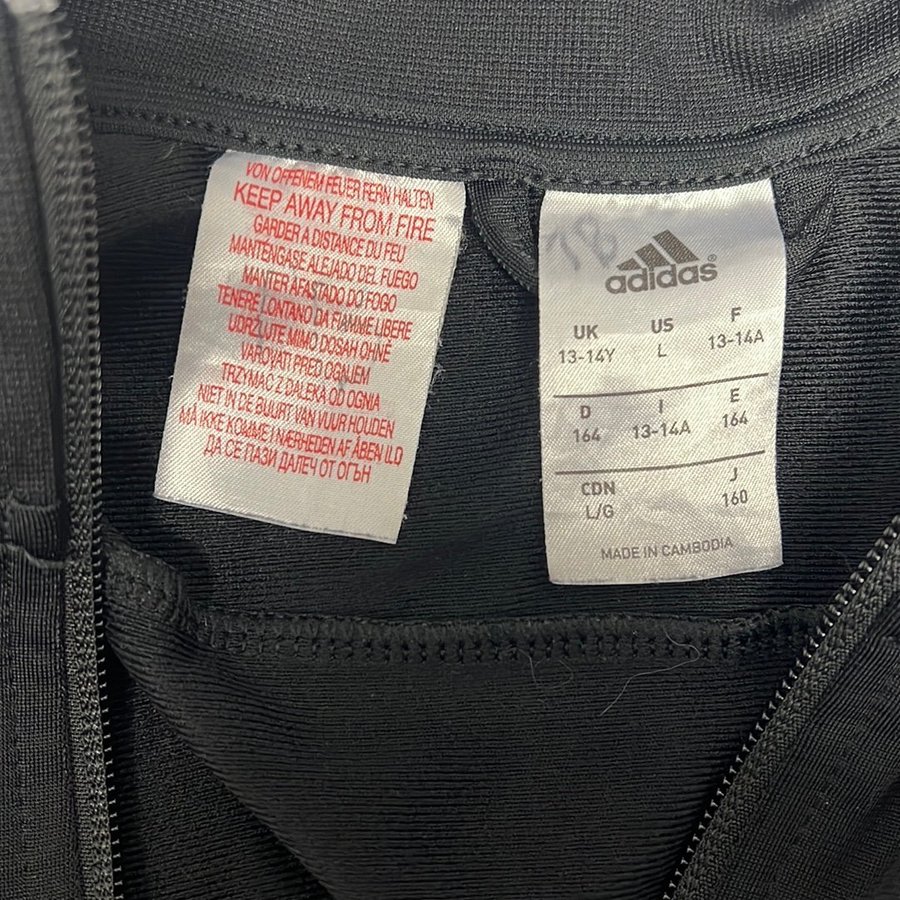 VON OFFENEM FEUER FERN HALTEN
KEEP AWAY FROM FIRE
GARDER A DISTANCE DU FEU
MANTÉNGASE ALEJADO DEL FUEGO
MANTER AFASTADO DO FOGO
TENERE LONTANO DA FIAMME LIBERE
UDRŽUJTE MIMO DOSAH OHNĚ
VAROVATI PRED OGNJEM
TRZYMAĆ Z DALEKA OD OGNIA
NIET IN DE BUURT VAN VUUR HOUDEN
MÅ IKKE KOMME I NÆRHEDEN AF ÅBEN ILD
ДА СЕ ПАЗИ ДАЛЕЧ ОТ ОГЪН
78
adidas®
UK US F
13-14Y L 13-14A
D I E
164 13-14A 164
CDN J
L/G 160
MADE IN CAMBODIA